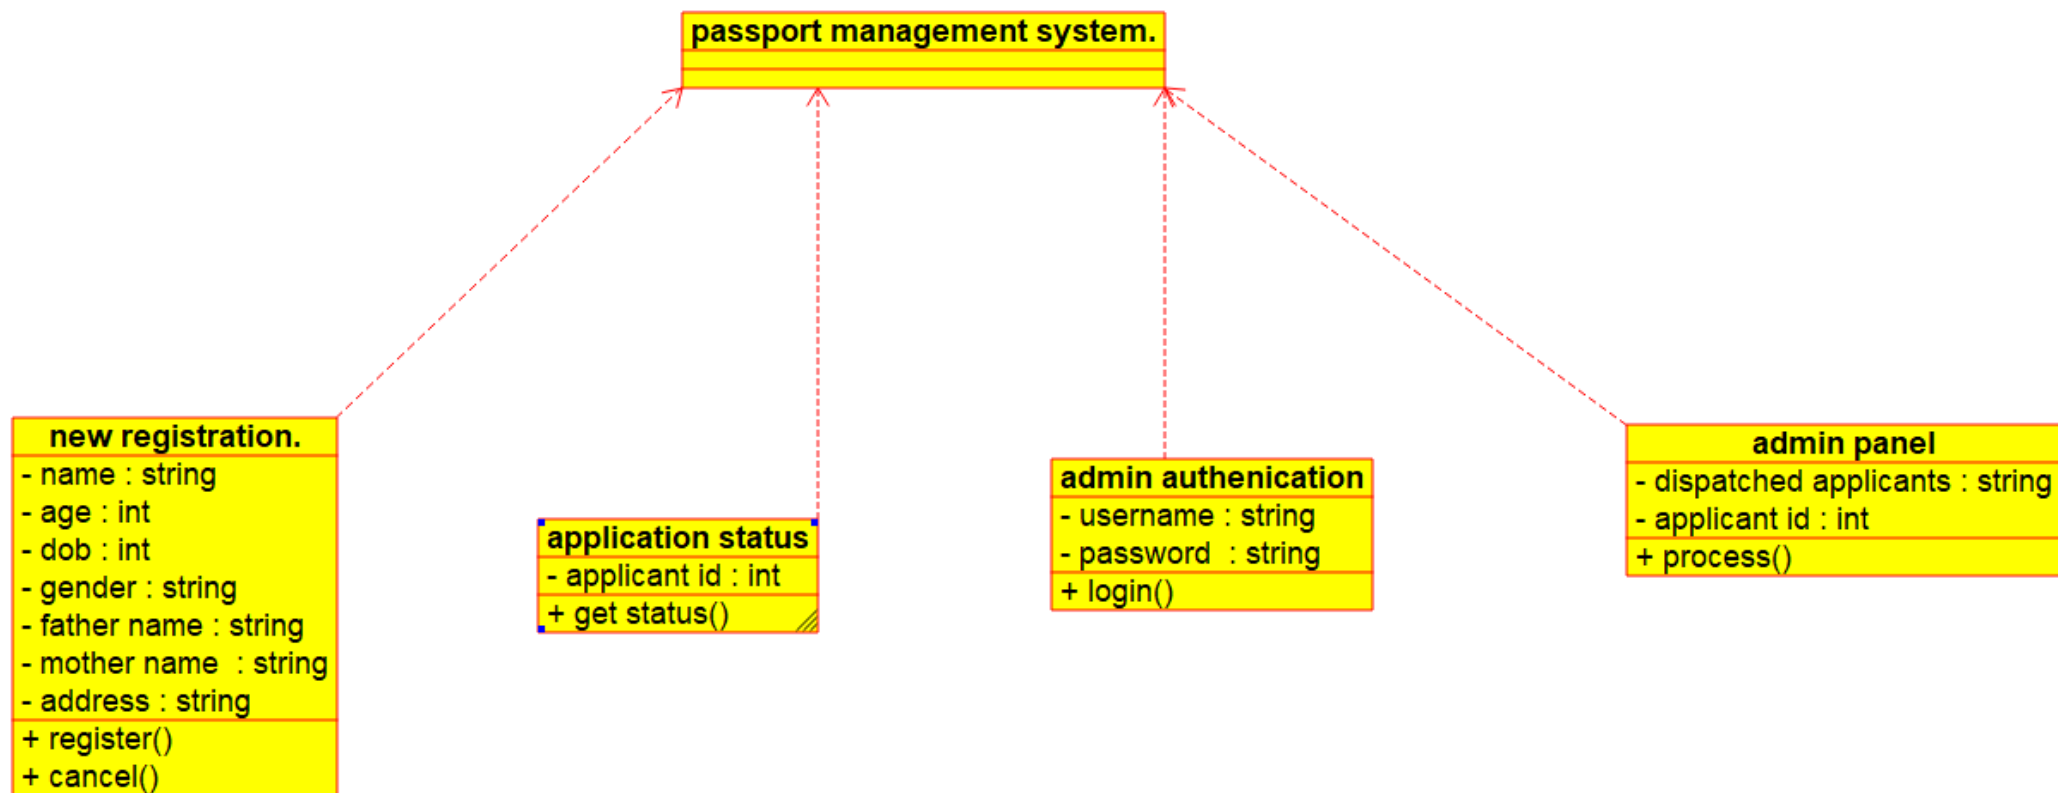 passport management system.
new registration.
- name : string
- age : int
- dob : int
- gender : string
- father name : string
- mother name  : string
- address : string
+ register()
+ cancel()
application status
- applicant id : int
+ get status()
admin authenication
- username : string
- password  : string
+ login()
admin panel
- dispatched applicants : string
- applicant id : int
+ process()